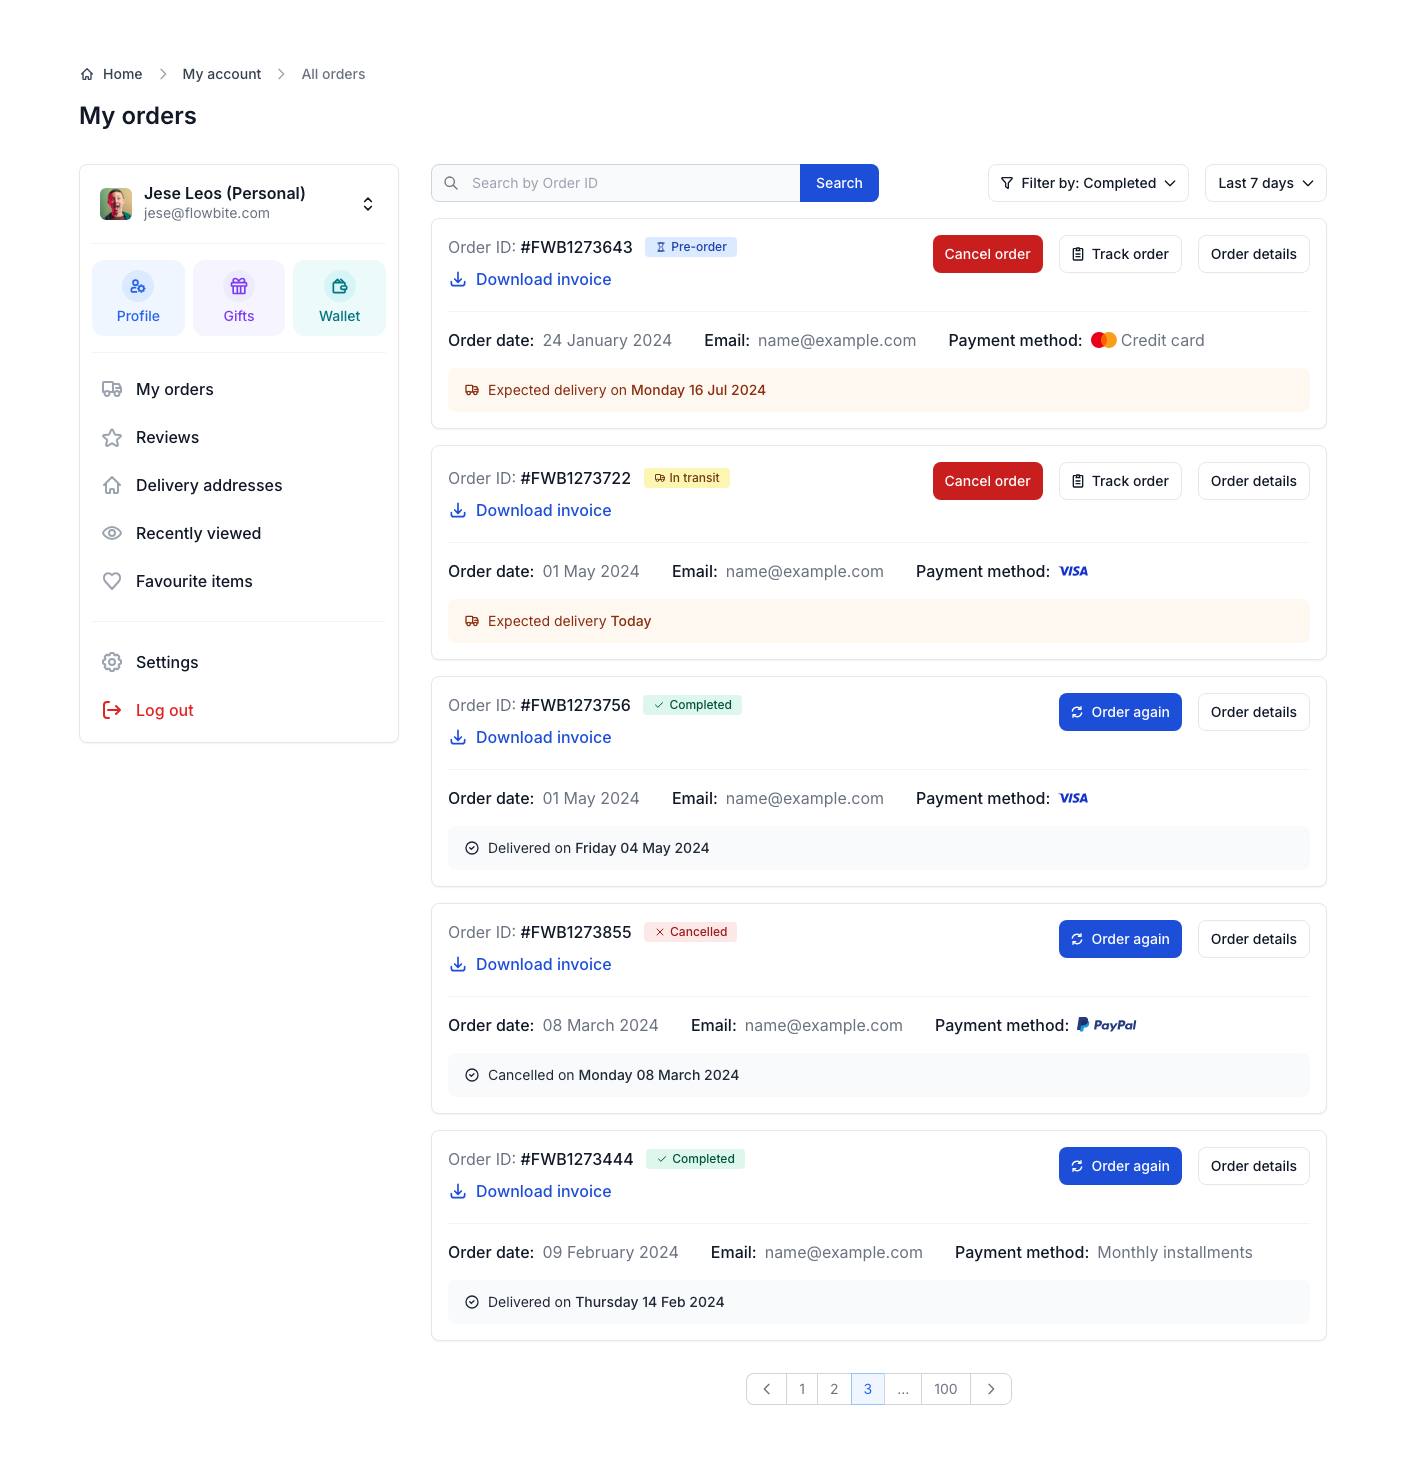 Home My account All orders
My orders
Jese Leos (Personal)
jese@flowbite.com
Profile Gifts Wallet
My orders
Reviews
Delivery addresses
Recently viewed
Favourite items
Settings
Log out
Search by Order ID Search Filter by: Completed Last 7 days
Order ID: #FWB1273643 Pre-order Cancel order Track order Order details
Download invoice
Order date: 24 January 2024 Email: name@example.com Payment method: Credit card
Expected delivery on Monday 16 Jul 2024
Order ID: #FWB1273722 In transit Cancel order Track order Order details
Download invoice
Order date: 01 May 2024 Email: name@example.com Payment method: VISA
Expected delivery Today
Order ID: #FWB1273756 Completed Order again Order details
Download invoice
Order date: 01 May 2024 Email: name@example.com Payment method: VISA
Delivered on Friday 04 May 2024
Order ID: #FWB1273855 Cancelled Order again Order details
Download invoice
Order date: 08 March 2024 Email: name@example.com Payment method: PayPal
Cancelled on Monday 08 March 2024
Order ID: #FWB1273444 Completed Order again Order details
Download invoice
Order date: 09 February 2024 Email: name@example.com Payment method: Monthly installments
Delivered on Thursday 14 Feb 2024
1 2 3 ... 100